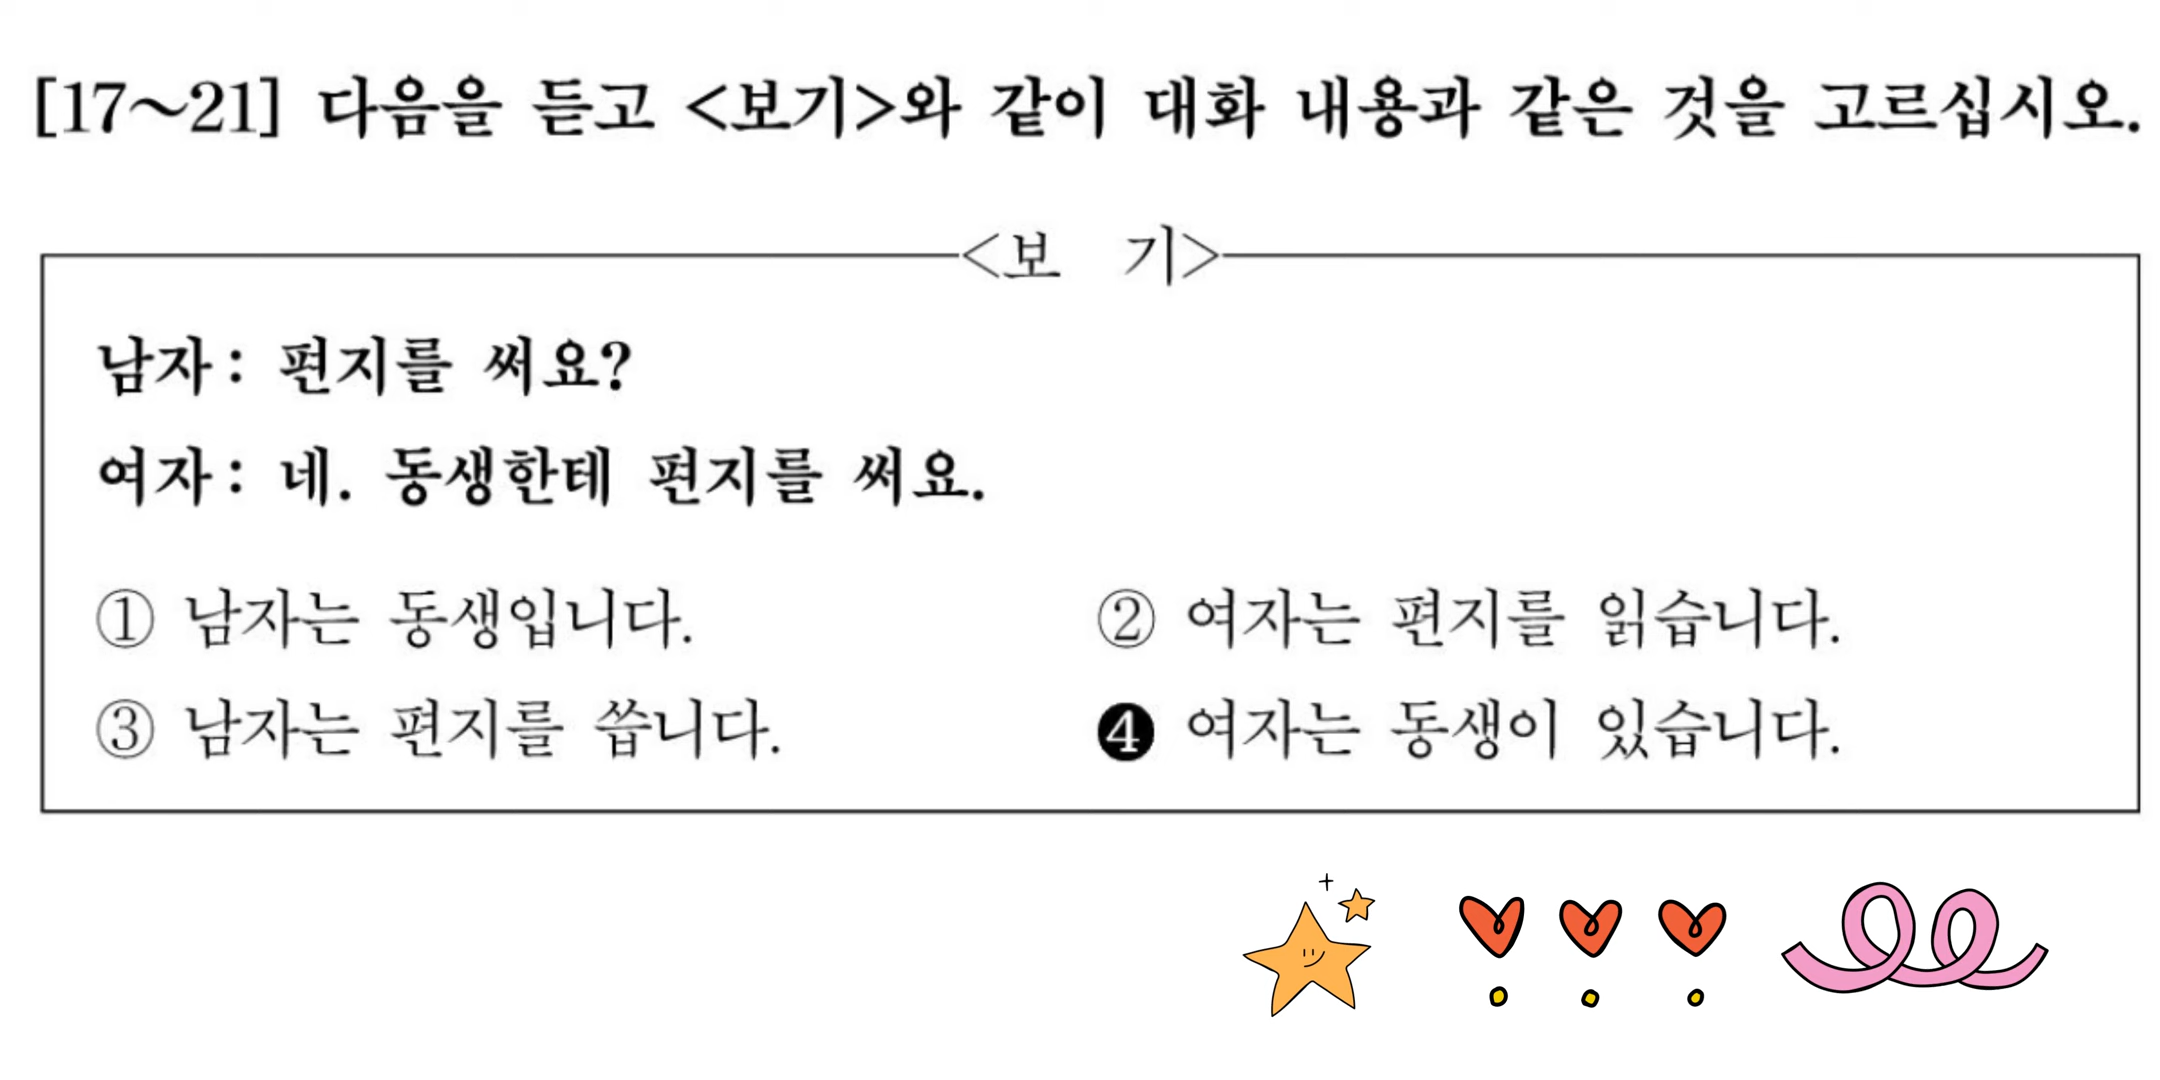 [17~21] 다음을 듣고 <보기>와 같이 대화 내용과 같은 것을 고르십시오.
<보 기>
남자: 편지를 써요?
여자: 네. 동생한테 편지를 써요.
① 남자는 동생입니다. ② 여자는 편지를 읽습니다.
③ 남자는 편지를 씁니다. ❹ 여자는 동생이 있습니다.